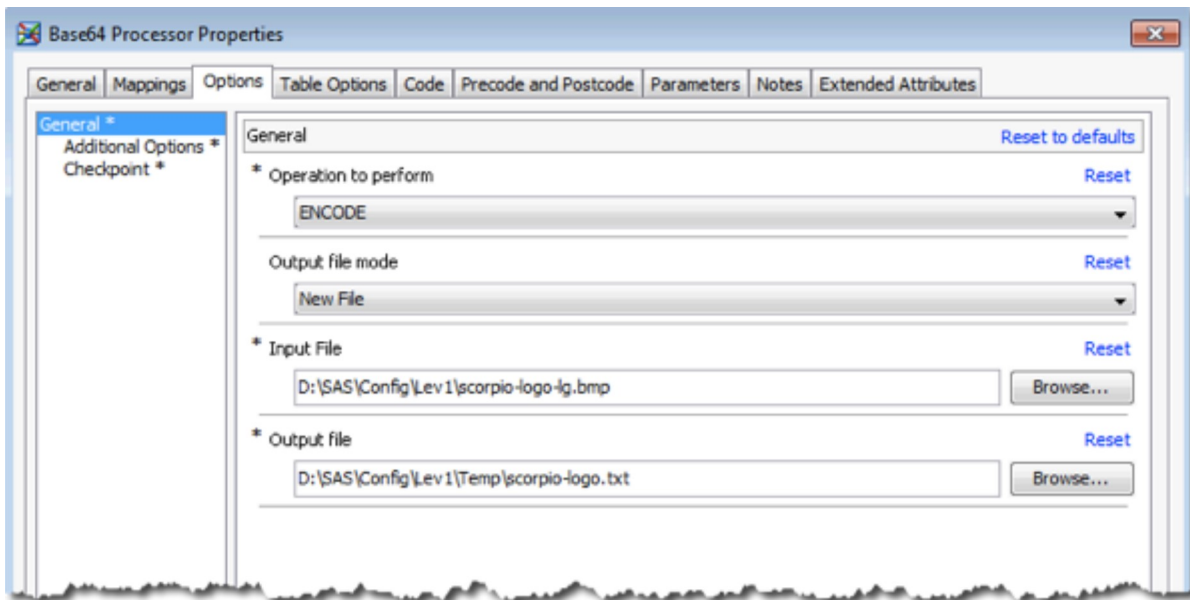 Base64 Processor Properties
General Mappings Options Table Options Code Precode and Postcode Parameters Notes Extended Attributes
General *
Additional Options *
Checkpoint *
General Reset to defaults
* Operation to perform Reset
ENCODE
Output file mode Reset
New File
* Input File Reset
D:\SAS\Config\Lev1\scorpio-logo-lg.bmp Browse...
* Output file Reset
D:\SAS\Config\Lev1\Temp\scorpio-logo.txt Browse...